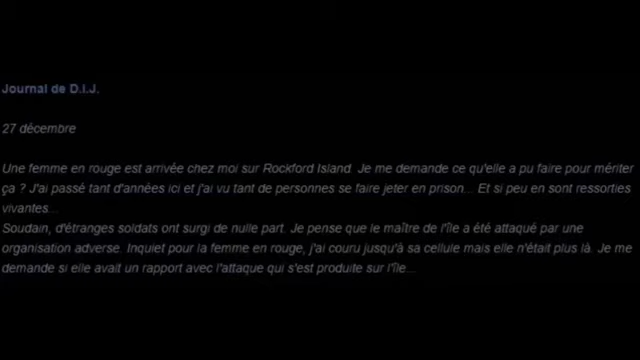 Journal de D.I.J.
27 décembre
Une femme en rouge est arrivée chez moi sur Rockford Island. Je me demande ce qu'elle a pu faire pour mériter
ça ? J'ai passé tant d'années ici et j'ai vu tant de personnes se faire jeter en prison... Et si peu en sont ressorties
vivantes...
Soudain, d'étranges soldats ont surgi de nulle part. Je pense que le maître de l'île a été attaqué par une
organisation adverse. Inquiet pour la femme en rouge, j'ai couru jusqu'à sa cellule mais elle n'était plus là. Je me
demande si elle avait un rapport avec l'attaque qui s'est produite sur l'île...